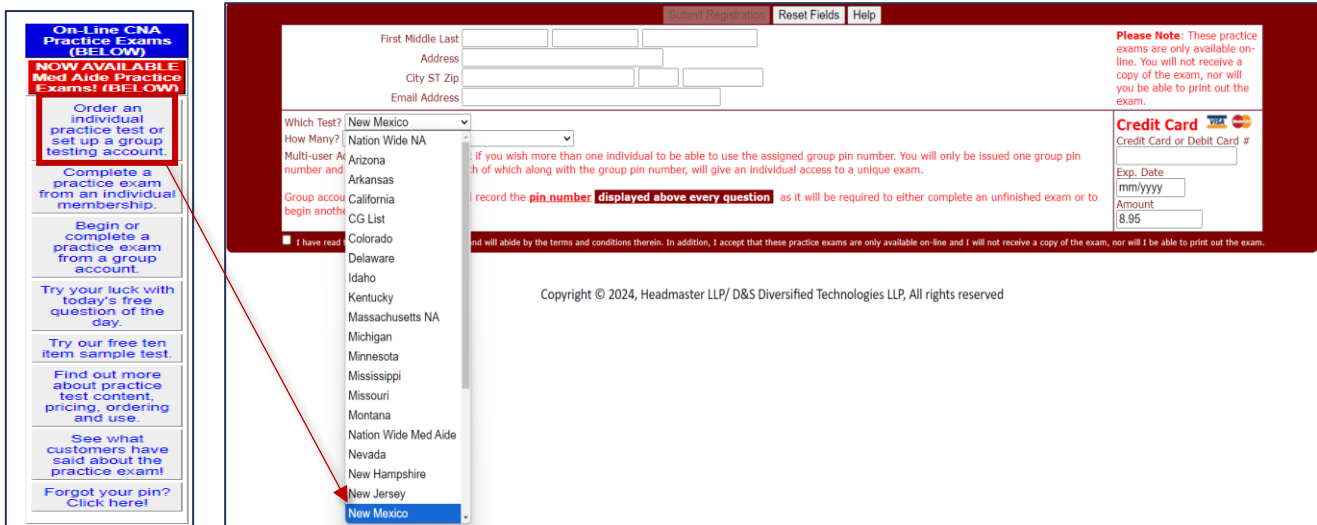 On-Line CNA
Practice Exams
(BELOW)
NOW AVAILABLE
Med Aide Practice
Exams! (BELOW)
Order an
individual
practice test or
set up a group
testing account.
Complete a
practice exam
from an individual
membership.
Begin or
complete a
practice exam
from a group
account.
Try your luck with
today's free
question of the
day.
Try our free ten
item sample test.
Find out more
about practice
test content,
pricing, ordering
and use.
See what
customers have
said about the
practice exam!
Forgot your pin?
Click here!
Submit Registration Reset Fields Help
First Middle Last
Address
City ST Zip
Email Address
Please Note: These practice
exams are only available on-
line. You will not receive a
copy of the exam, nor will
you be able to print out the
exam.
Which Test? New Mexico
How Many?
Multi-user A if you wish more than one individual to be able to use the assigned group pin number. You will only be issued one group pin
number and h of which along with the group pin number, will give an individual access to a unique exam.
Group accou record the pin number displayed above every question as it will be required to either complete an unfinished exam or to
begin anothe
Nation Wide NA
Arizona
Arkansas
California
CG List
Colorado
Delaware
Idaho
Kentucky
Massachusetts NA
Michigan
Minnesota
Mississippi
Missouri
Montana
Nation Wide Med Aide
Nevada
New Hampshire
New Jersey
New Mexico
Credit Card VISA
Credit Card or Debit Card #
Exp. Date
mm/yyyy
Amount
8.95
I have read and will abide by the terms and conditions therein. In addition, I accept that these practice exams are only available on-line and I will not receive a copy of the exam, nor will I be able to print out the exam.
Copyright © 2024, Headmaster LLP/ D&S Diversified Technologies LLP, All rights reserved